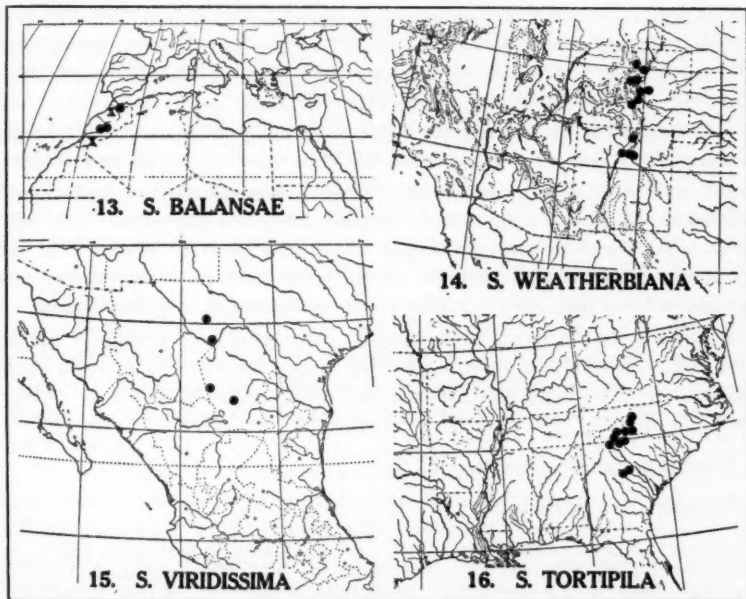 13. S. BALANSAE
14. S. WEATHERBIANA
15. S. VIRIDISSIMA
16. S. TORTIPILA